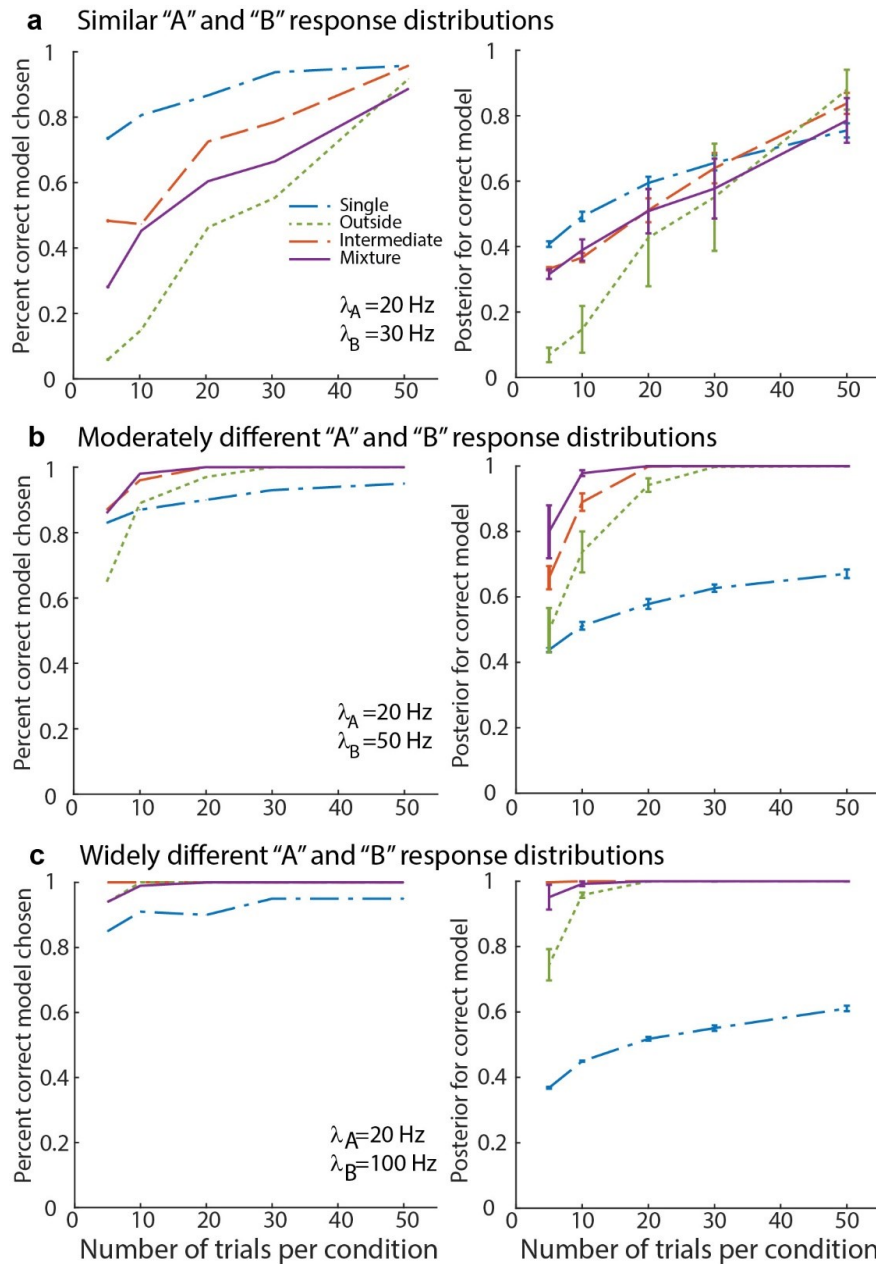 a Similar “A” and “B” response distributions
Percent correct model chosen
1
0.8
0.6
0.4
0.2
0
0 10 20 30 40 50
Single
Outside
Intermediate
Mixture
λA =20 Hz
λB =30 Hz
Posterior for correct model
1
0.8
0.6
0.4
0.2
0
0 10 20 30 40 50
b Moderately different “A” and “B” response distributions
Percent correct model chosen
1
0.8
0.6
0.4
0.2
0
0 10 20 30 40 50
λA =20 Hz
λB =50 Hz
Posterior for correct model
1
0.8
0.6
0.4
0.2
0
0 10 20 30 40 50
c Widely different “A” and “B” response distributions
Percent correct model chosen
1
0.8
0.6
0.4
0.2
0
0 10 20 30 40 50
λA=20 Hz
λB=100 Hz
Number of trials per condition
Posterior for correct model
1
0.8
0.6
0.4
0.2
0
0 10 20 30 40 50
Number of trials per condition